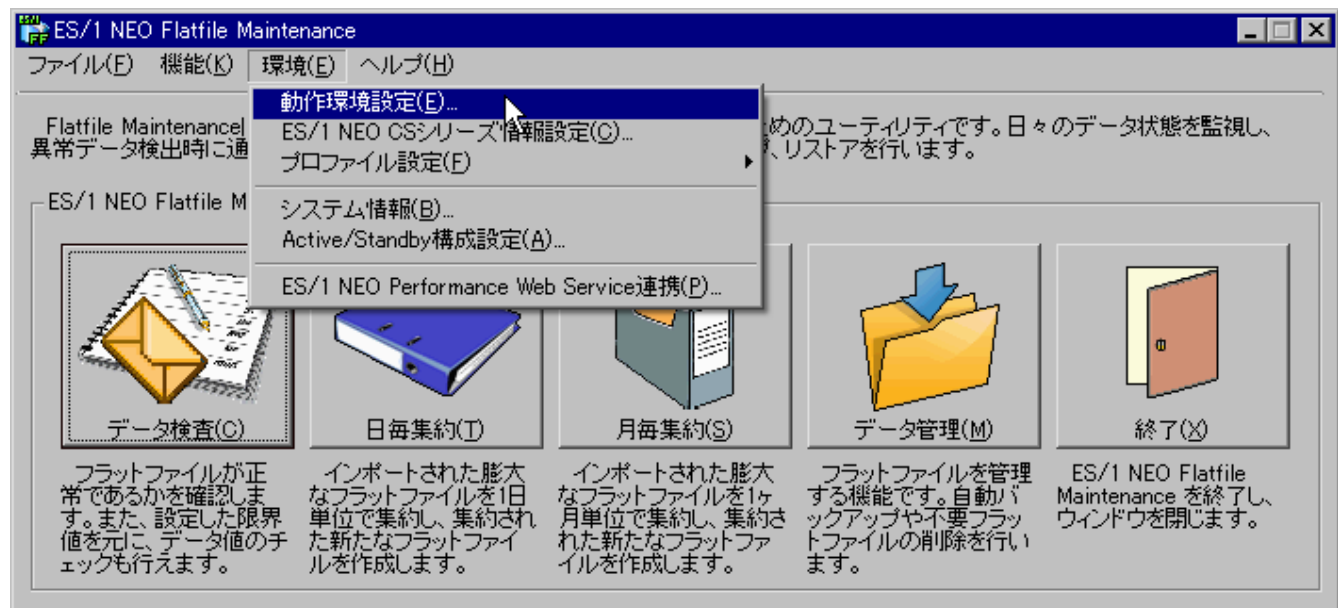 ES/1 NEO Flatfile Maintenance
ファイル(F) 機能(K) 環境(E) ヘルプ(H)
動作環境設定(E)...
ES/1 NEO CSシリーズ情報設定(C)...
プロファイル設定(F)
システム情報(B)...
Active/Standby構成設定(A)...
ES/1 NEO Performance Web Service連携(P)...
Flatfile Maintenance
めのユーティリティです。日々のデータ状態を監視し、
異常データ検出時に通
、リストアを行います。
ES/1 NEO Flatfile M
データ検査(C)
日毎集約(T)
月毎集約(S)
データ管理(M)
終了(X)
フラットファイルが正
常であるかを確認しま
す。また、設定した限界
値を元に、データ値のチ
ェックも行えます。
インポートされた膨大
なフラットファイルを1日
単位で集約し、集約され
た新たなフラットファイ
ルを作成します。
インポートされた膨大
なフラットファイルを1ヶ
月単位で集約し、集約さ
れた新たなフラットファ
イルを作成します。
フラットファイルを管理
する機能です。自動バ
ックアップや不要フラッ
トファイルの削除を行い
ます。
ES/1 NEO Flatfile
Maintenance を終了し、
ウィンドウを閉じます。